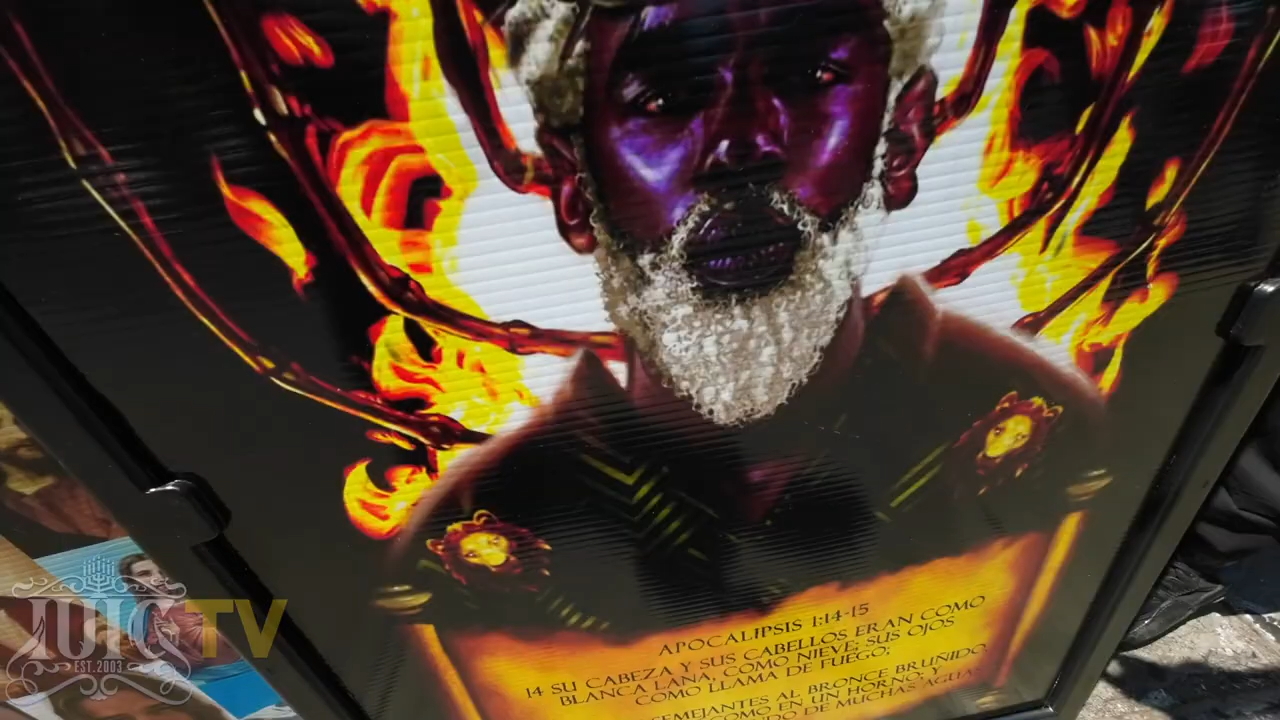 APOCALIPSIS 1:14-15
14 SU CABEZA Y SUS CABELLOS ERAN COMO
BLANCA LANA, COMO NIEVE; SUS OJOS
COMO LLAMA DE FUEGO;
SEMEJANTES AL BRONCE BRUÑIDO,
COMO EN UN HORNO; Y
DE MUCHAS
IUIC TV
EST. 2003